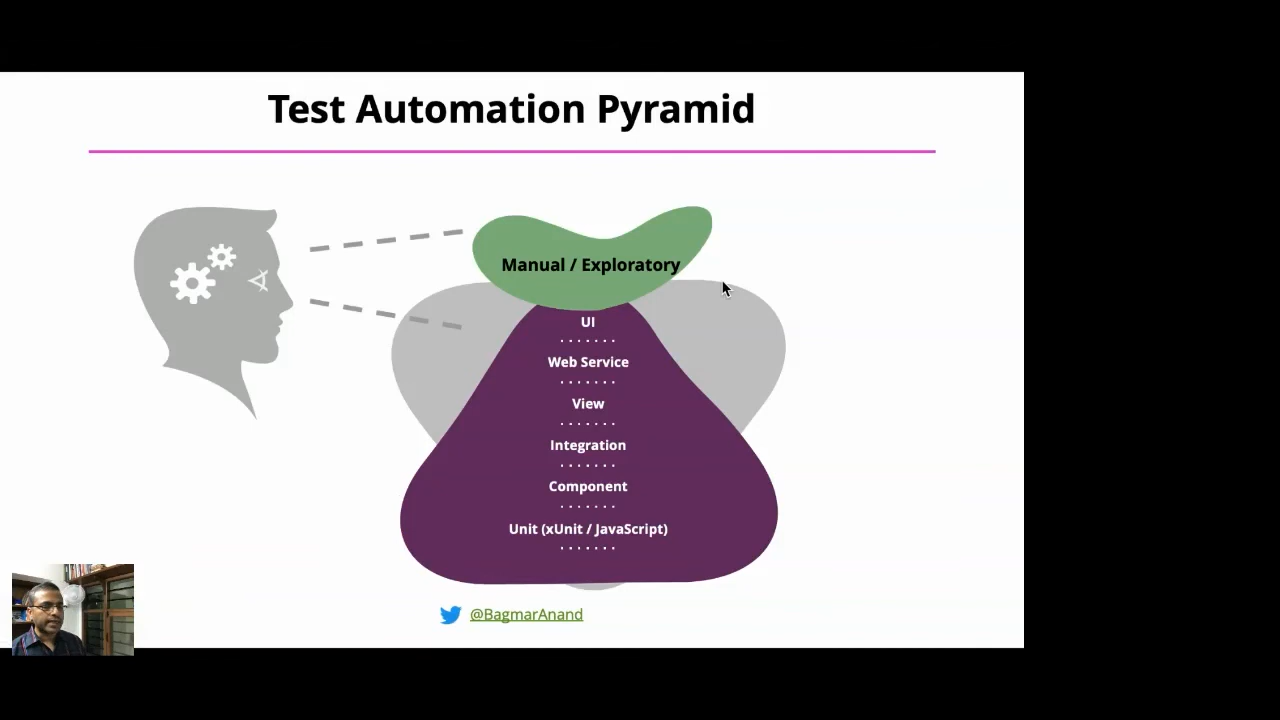 Test Automation Pyramid
Manual / Exploratory
UI
Web Service
View
Integration
Component
Unit (xUnit / JavaScript)
@BagmarAnand